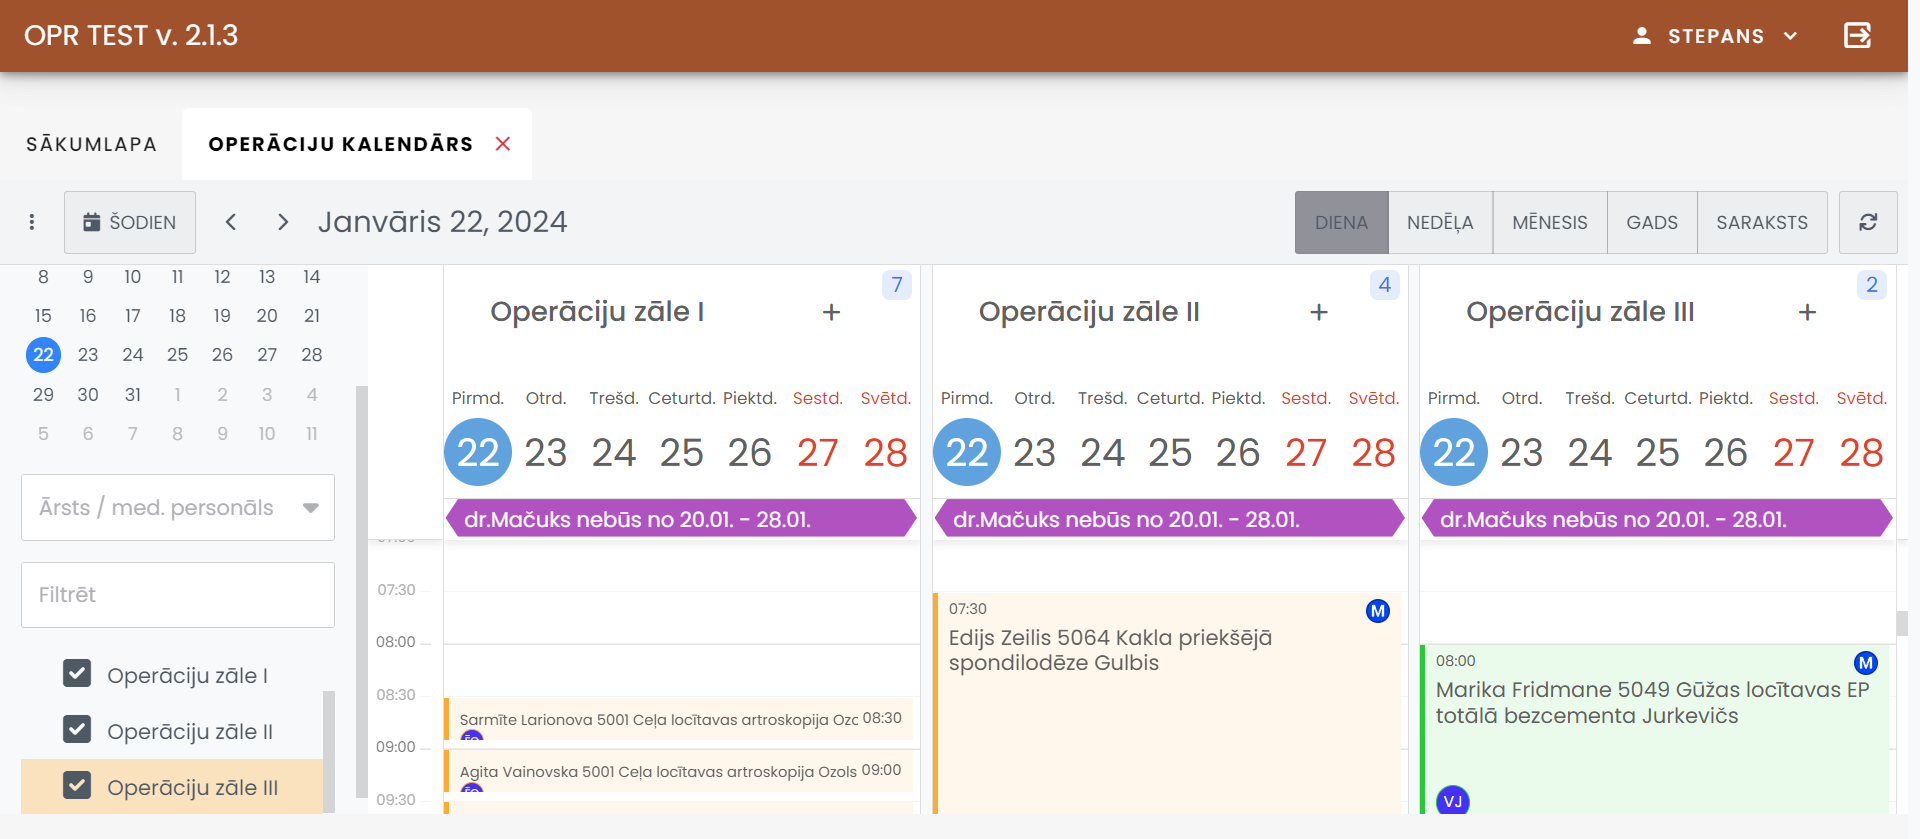 OPR TEST v. 2.1.3
STEPANS
SĀKUMLAPA
OPERĀCIJU KALENDĀRS
ŠODIEN
Janvāris 22, 2024
DIENA
NEDĒĻA
MĒNESIS
GADS
SARAKSTS
8 9 10 11 12 13 14
15 16 17 18 19 20 21
22 23 24 25 26 27 28
29 30 31 1 2 3 4
5 6 7 8 9 10 11
Ārsts / med. personāls
Filtrēt
Operāciju zāle I
Operāciju zāle II
Operāciju zāle III
7
Operāciju zāle I +
Pirmd. Otrd. Trešd. Ceturtd. Piektd. Sestd. Svētd.
22 23 24 25 26 27 28
dr.Mačuks nebūs no 20.01. - 28.01.
4
Operāciju zāle II +
Pirmd. Otrd. Trešd. Ceturtd. Piektd. Sestd. Svētd.
22 23 24 25 26 27 28
dr.Mačuks nebūs no 20.01. - 28.01.
2
Operāciju zāle III +
Pirmd. Otrd. Trešd. Ceturtd. Piektd. Sestd. Svētd.
22 23 24 25 26 27 28
dr.Mačuks nebūs no 20.01. - 28.01.
07:30
08:00
08:30
09:00
09:30
Sarmīte Larionova 5001 Ceļa locītavas artroskopija Ozo 08:30
Agita Vainovska 5001 Ceļa locītavas artroskopija Ozols 09:00
07:30
M
Edijs Zeilis 5064 Kakla priekšējā
spondilodēze Gulbis
08:00
M
Marika Fridmane 5049 Gūžas locītavas EP
totālā bezcementa Jurkevičs
VJ